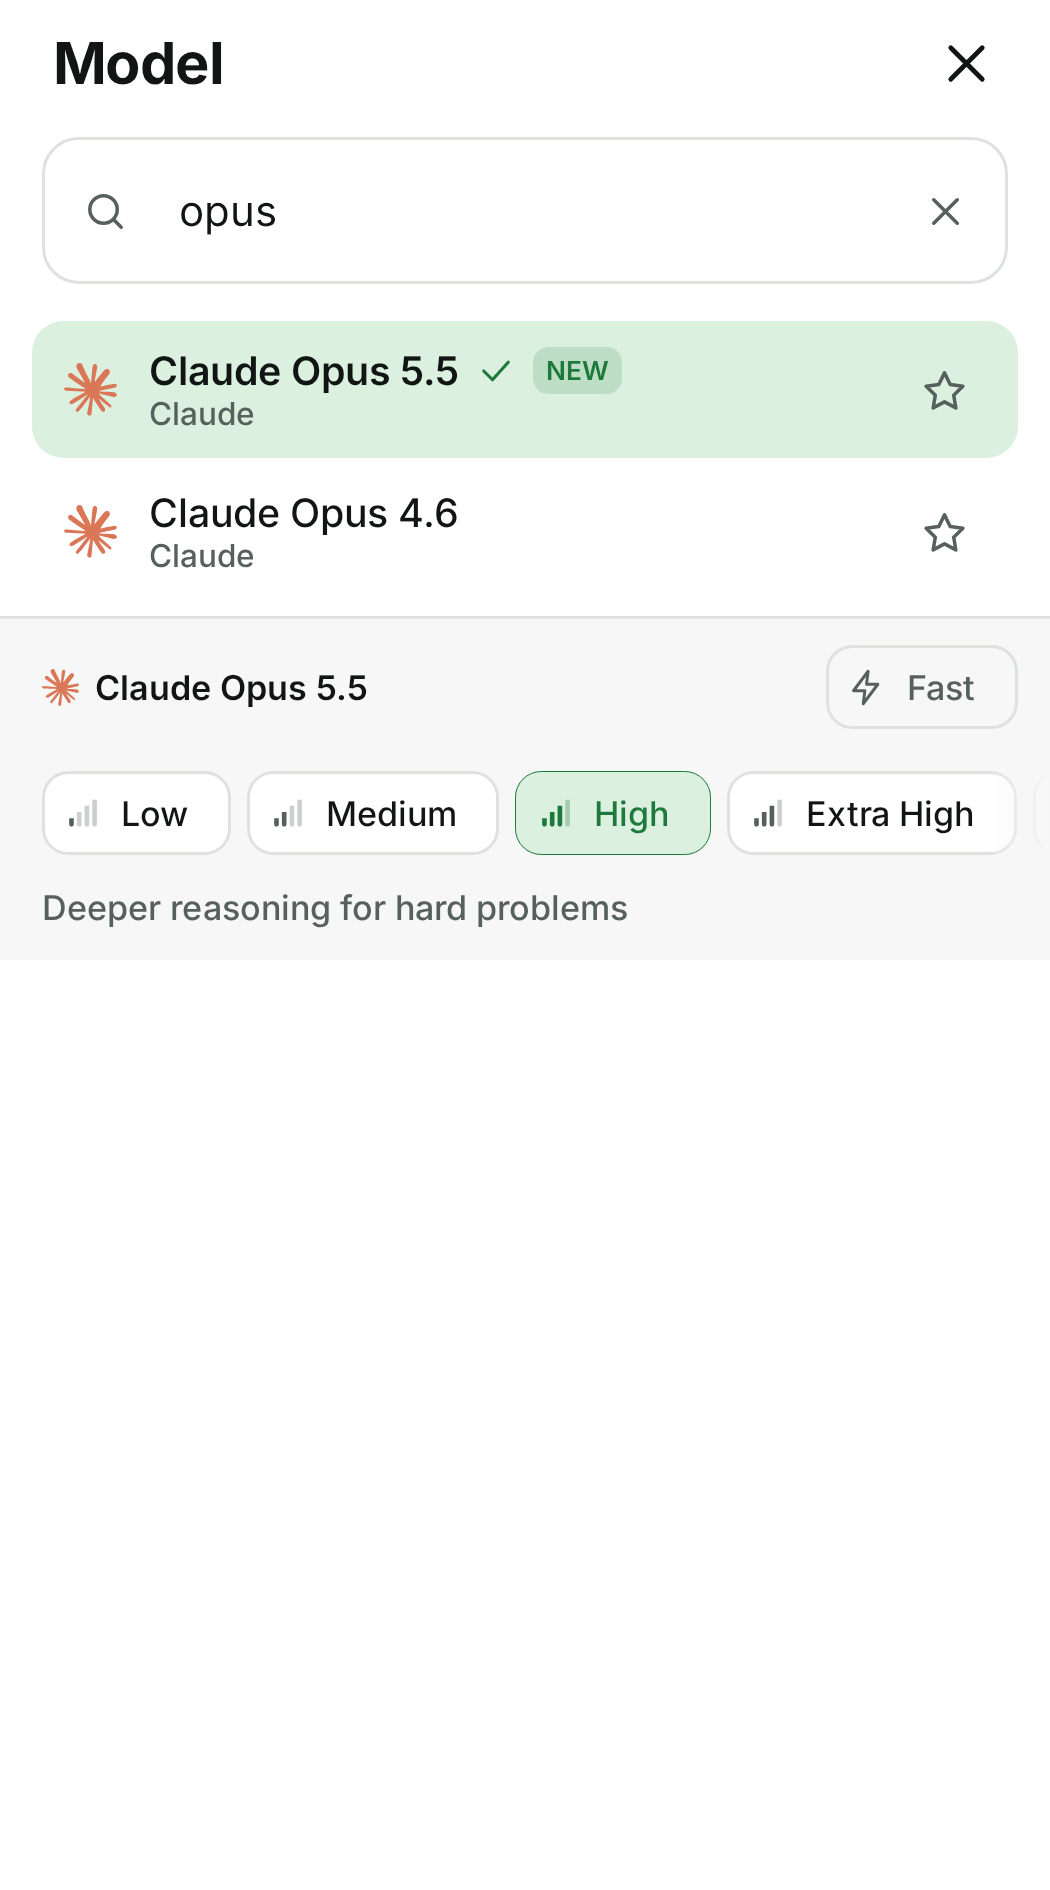 Model
opus
Claude Opus 5.5 NEW
Claude
Claude Opus 4.6
Claude
Claude Opus 5.5
Fast
Low
Medium
High
Extra High
Deeper reasoning for hard problems